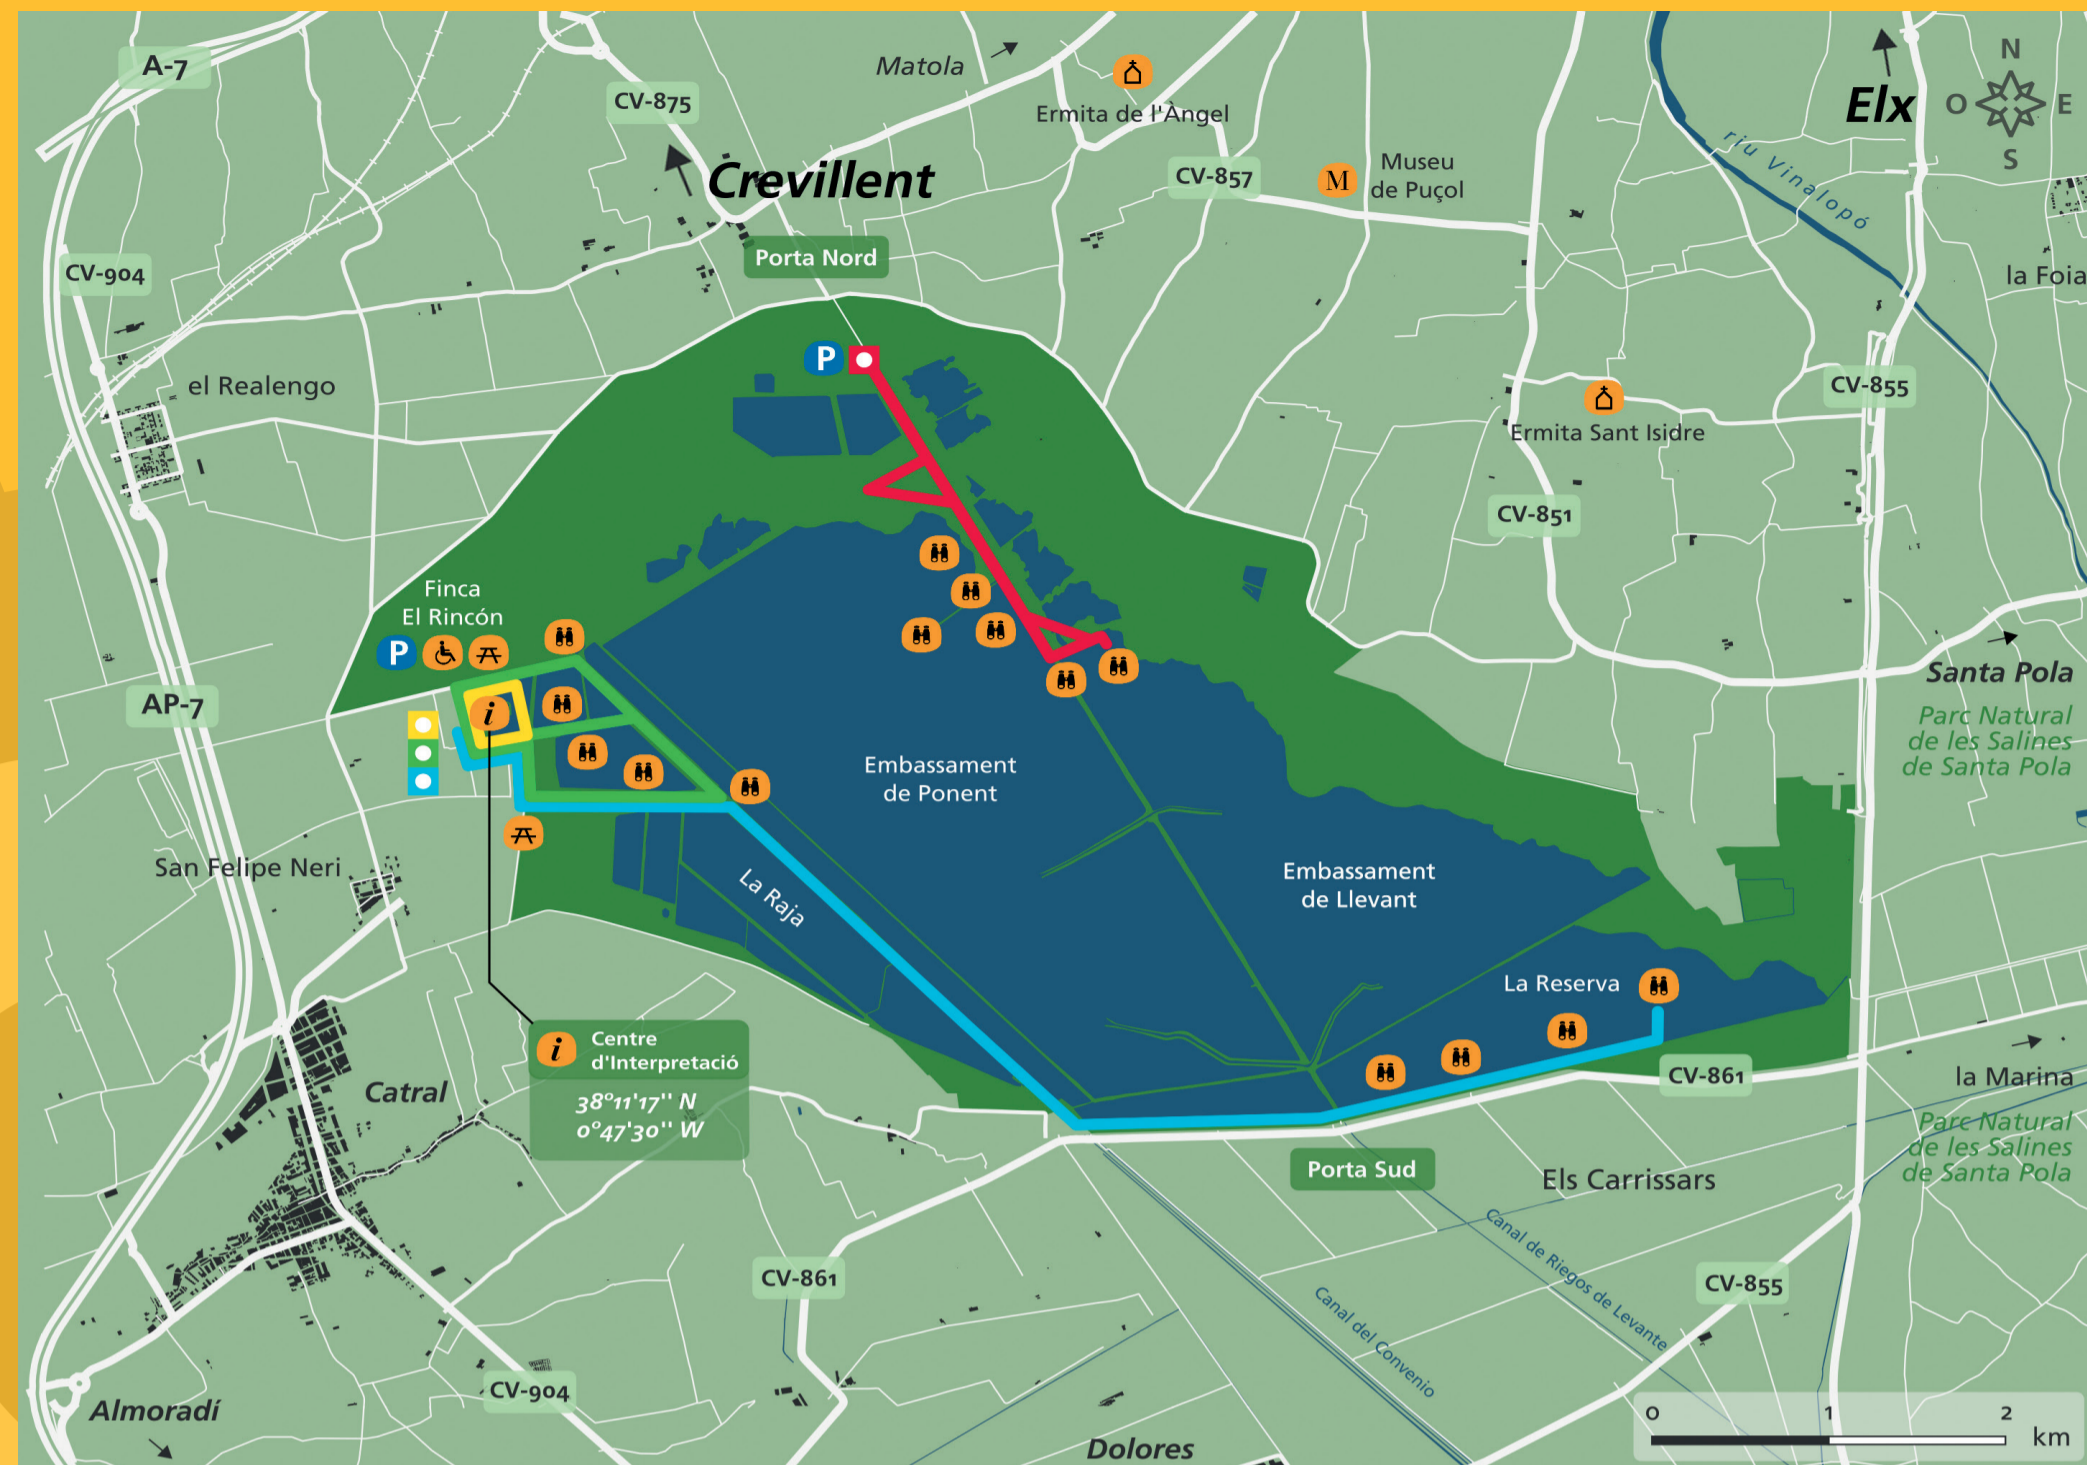 A-7
CV-875
Matola
Ermita de l'Àngel
CV-857
M
Museu
de Puçol
riu Vinalopó
Elx
N
O
E
S
Crevillent
Porta Nord
CV-904
la Foia
el Realengo
P
CV-855
Ermita Sant Isidre
CV-851
Finca
El Rincón
P
AP-7
i
Santa Pola
Parc Natural
de les Salines
de Santa Pola
Embassament
de Ponent
San Felipe Neri
La Raja
Embassament
de Llevant
La Reserva
i
Centre
d'Interpretació
38º11'17'' N
0º47'30'' W
Catral
CV-861
la Marina
Parc Natural
de les Salines
de Santa Pola
Porta Sud
Els Carrissars
Canal de Riegos de Levante
CV-861
CV-855
Canal del Convenio
CV-904
Almoradí
Dolores
0
1
2
km